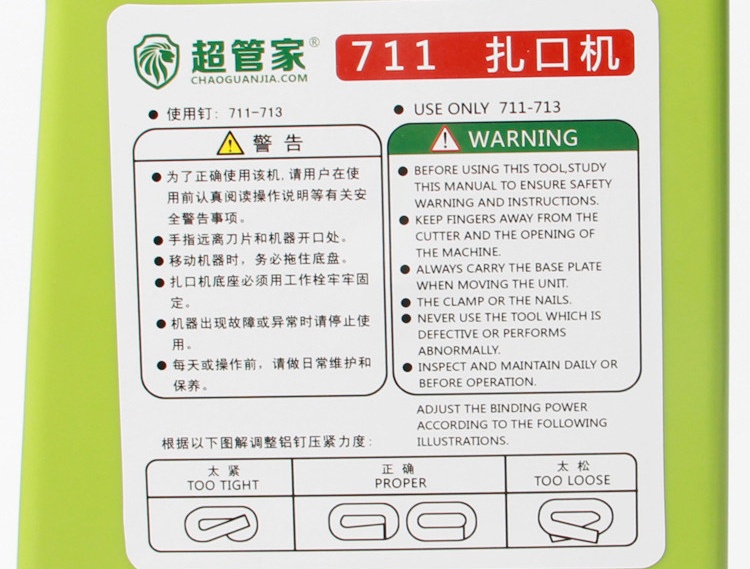 超管家®
CHAOGUANJIA.COM
711 扎口机
● 使用钉：711-713
⚠ 警告
● 为了正确使用该机,请用户在使
用前认真阅读操作说明等有关安
全警告事项。
● 手指远离刀片和机器开口处。
● 移动机器时，务必拖住底盘。
● 扎口机底座必须用工作栓牢牢固
定。
● 机器出现故障或异常时请停止使
用。
● 每天或操作前，请做日常维护和
保养。
● USE ONLY 711-713
⚠ WARNING
● BEFORE USING THIS TOOL,STUDY
THIS MANUAL TO ENSURE SAFETY
WARNING AND INSTRUCTIONS.
● KEEP FINGERS AWAY FROM THE
CUTTER AND THE OPENING OF
THE MACHINE.
● ALWAYS CARRY THE BASE PLATE
WHEN MOVING THE UNIT.
● THE CLAMP OR THE NAILS.
● NEVER USE THE TOOL WHICH IS
DEFECTIVE OR PERFORMS
ABNORMALLY.
● INSPECT AND MAINTAIN DAILY OR
BEFORE OPERATION.
根据以下图解调整铝钉压紧力度：
ADJUST THE BINDING POWER
ACCORDING TO THE FOLLOWING
ILLUSTRATIONS.
太紧
TOO TIGHT
正确
PROPER
太松
TOO LOOSE